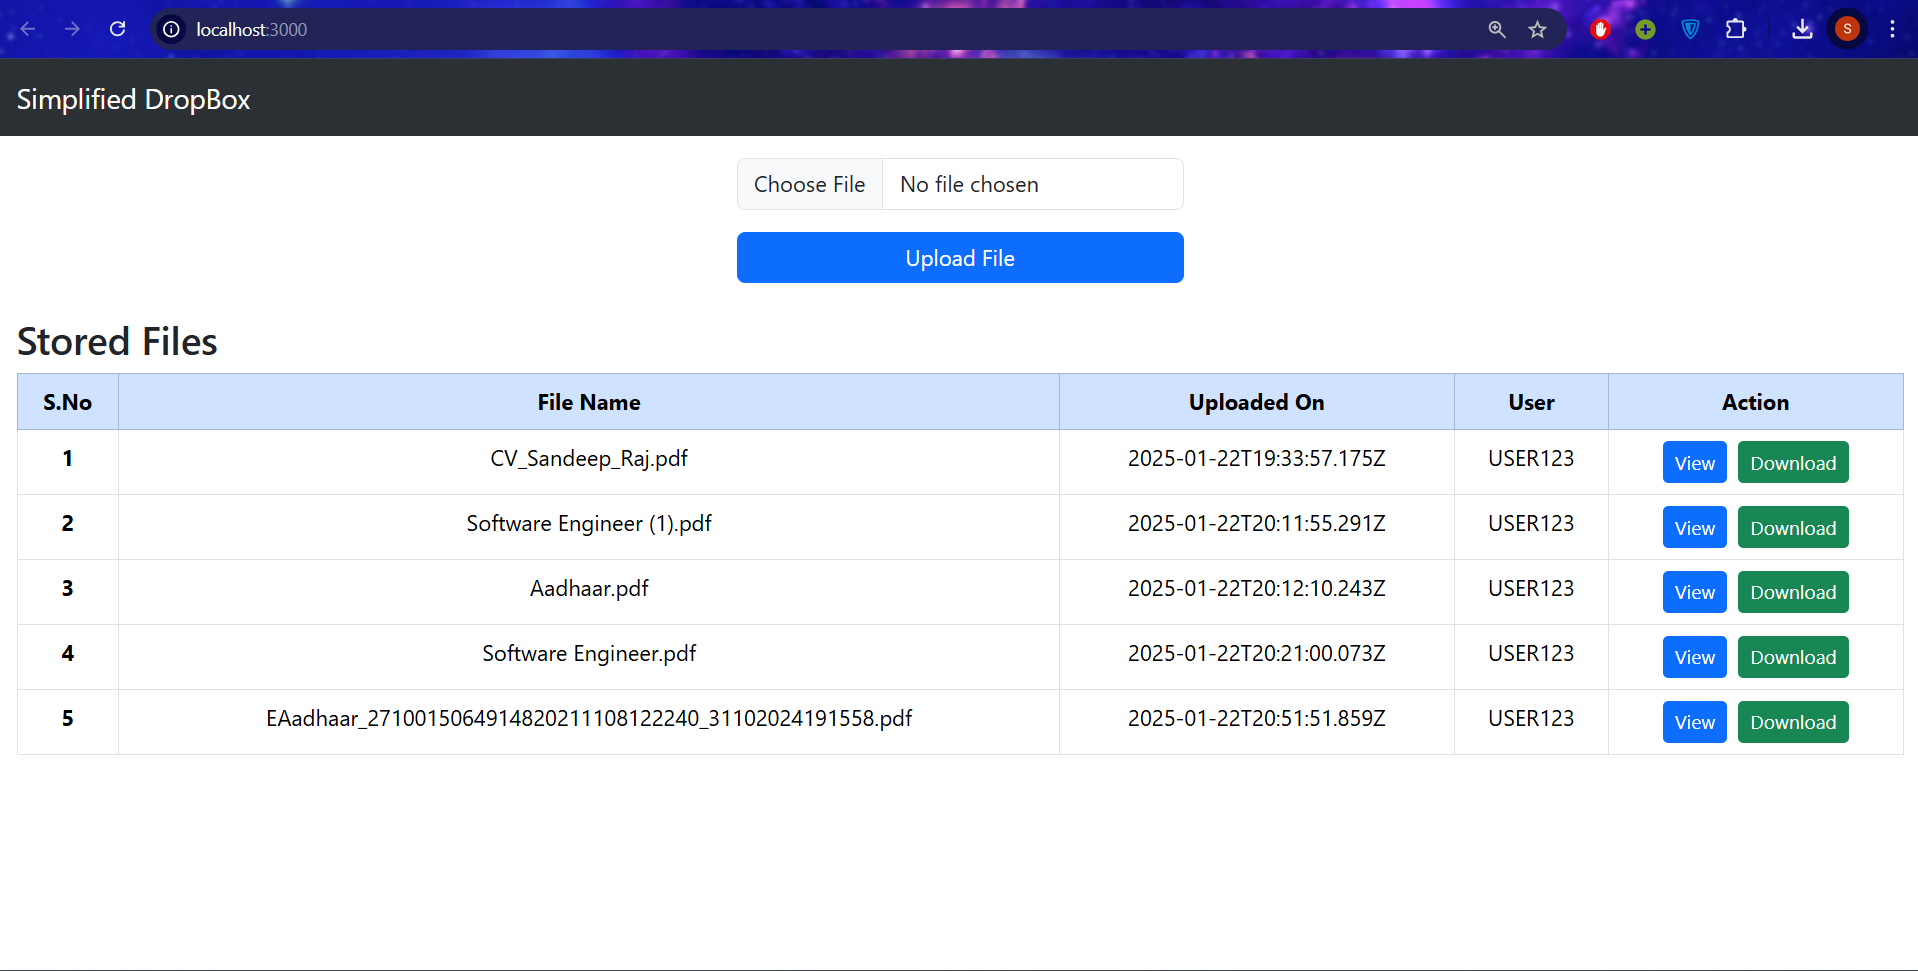 localhost:3000
S
Simplified DropBox
Choose File No file chosen
Upload File
Stored Files
S.No File Name Uploaded On User Action
1 CV_Sandeep_Raj.pdf 2025-01-22T19:33:57.175Z USER123 View Download
2 Software Engineer (1).pdf 2025-01-22T20:11:55.291Z USER123 View Download
3 Aadhaar.pdf 2025-01-22T20:12:10.243Z USER123 View Download
4 Software Engineer.pdf 2025-01-22T20:21:00.073Z USER123 View Download
5 EAadhaar_2710015064914820211108122240_31102024191558.pdf 2025-01-22T20:51:51.859Z USER123 View Download